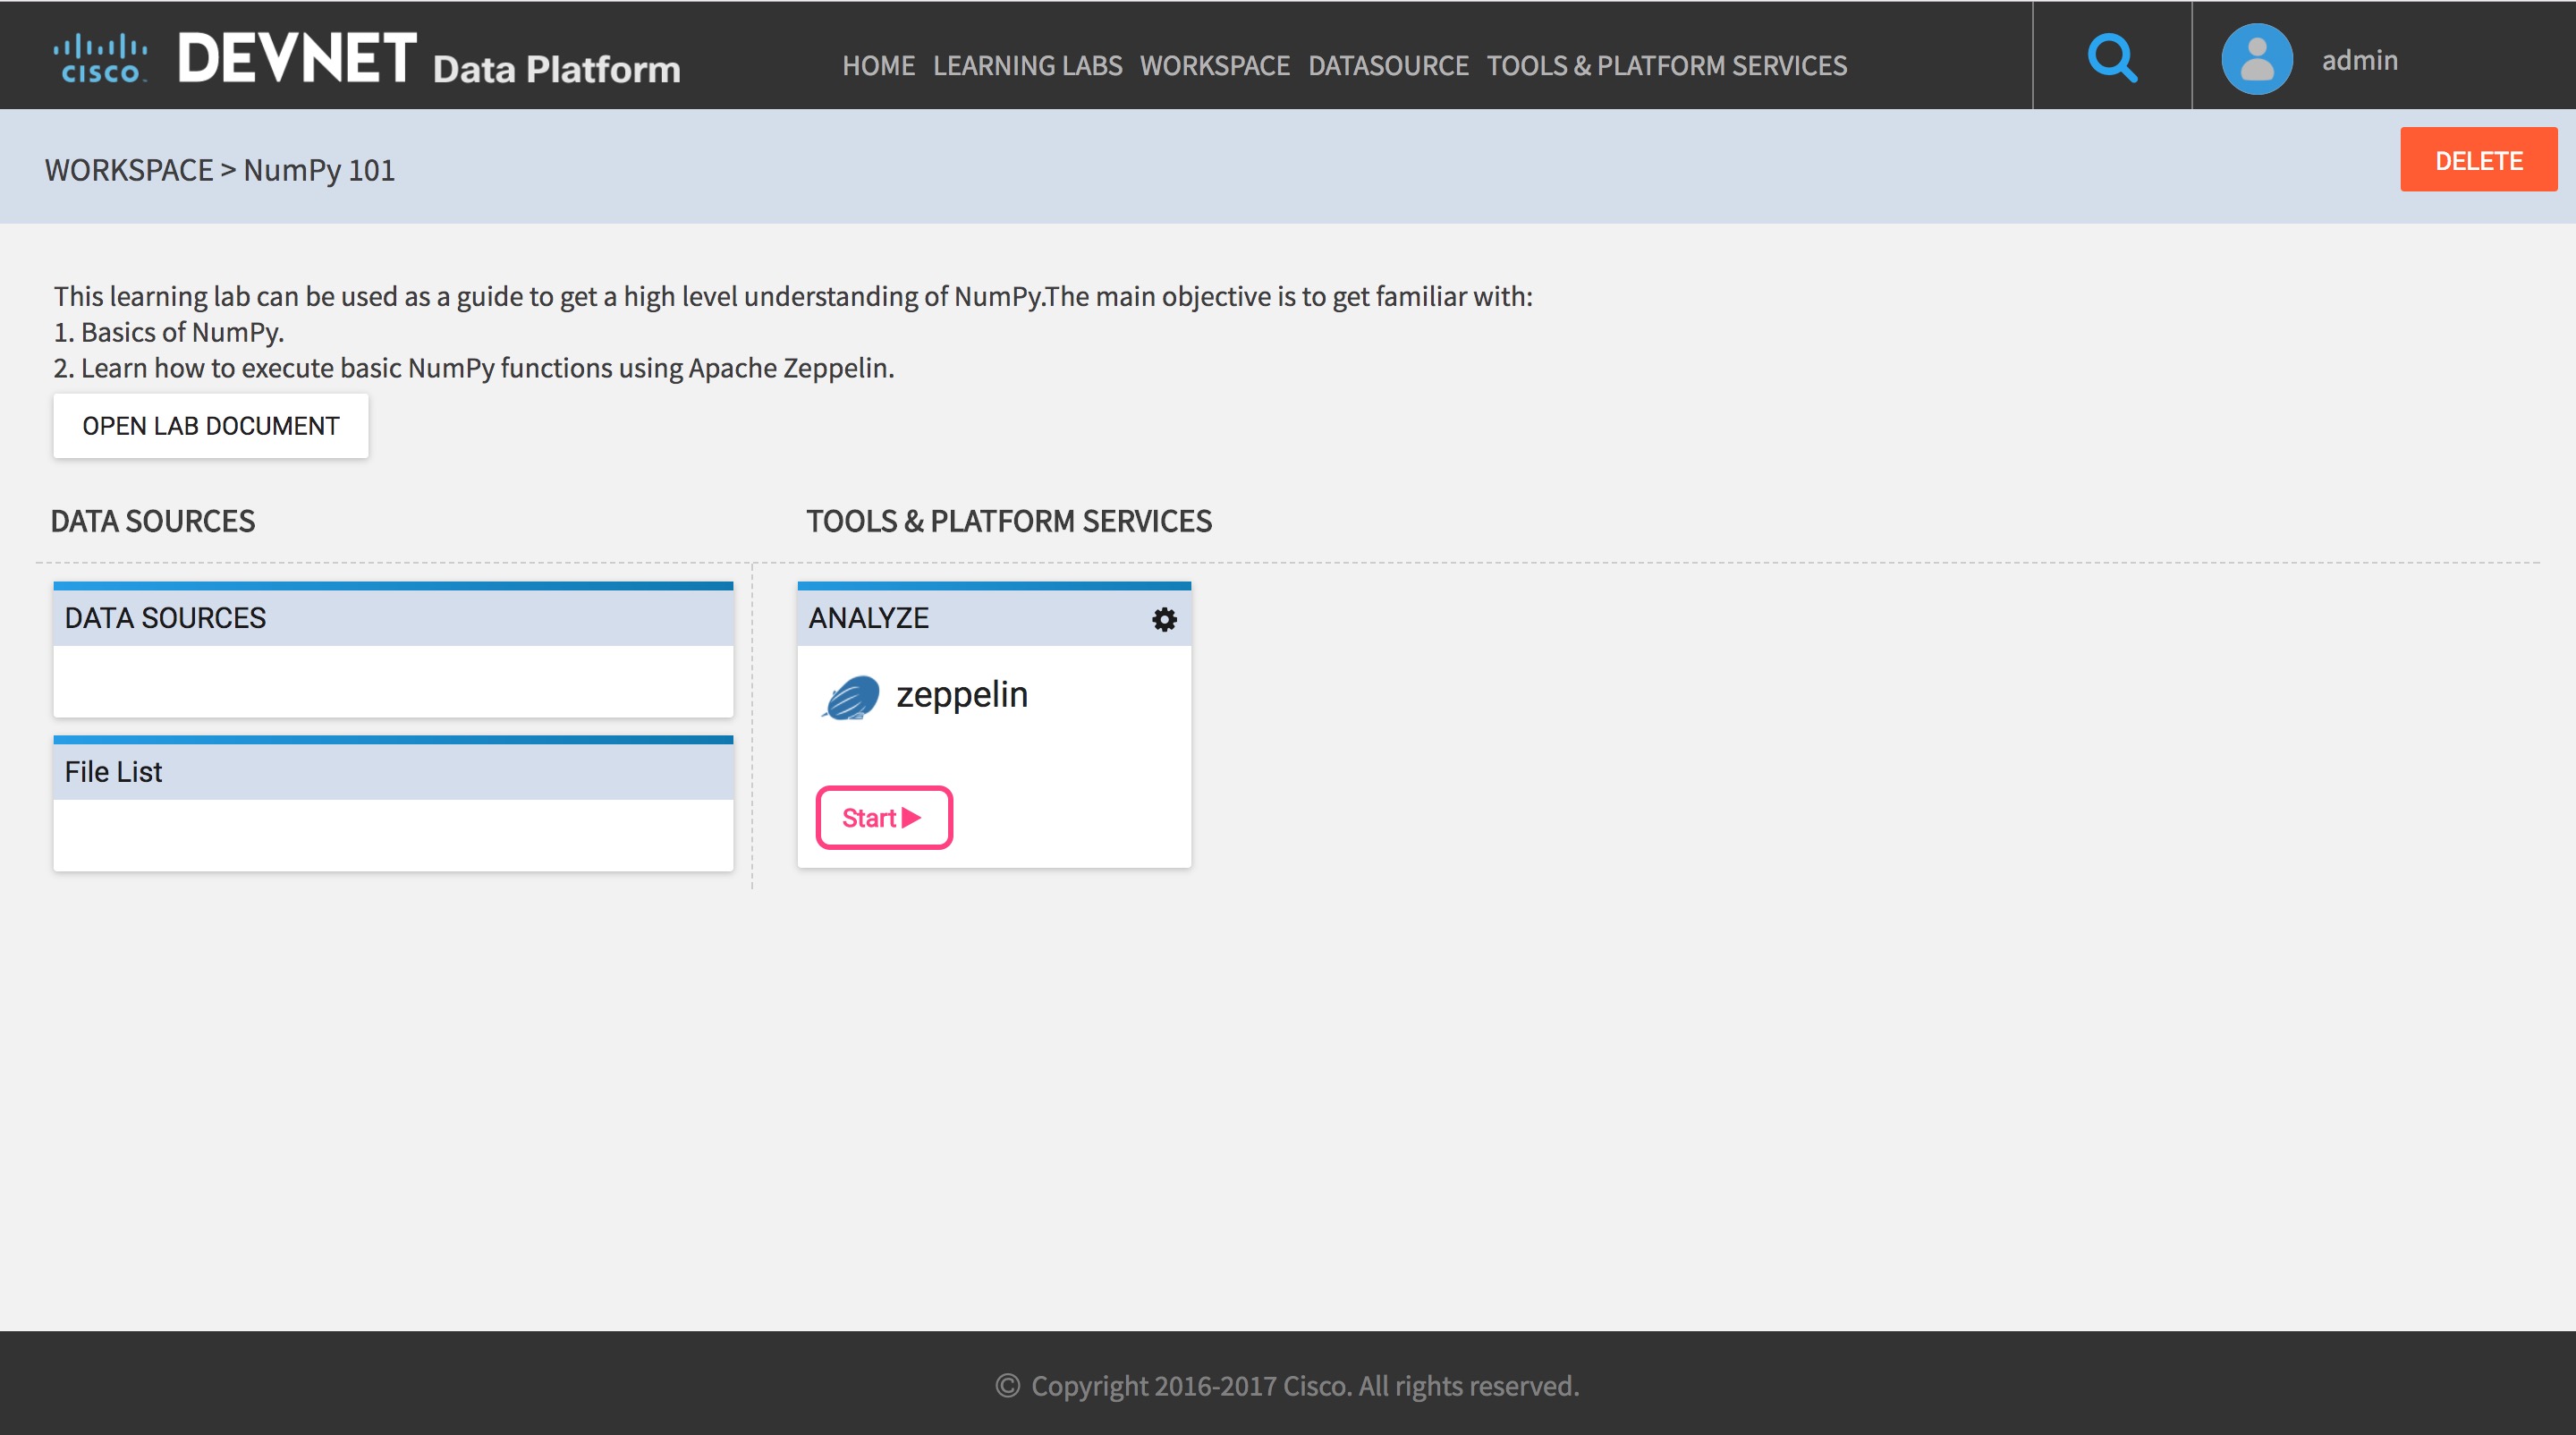 CISCO DEVNET Data Platform HOME LEARNING LABS WORKSPACE DATASOURCE TOOLS & PLATFORM SERVICES admin
WORKSPACE > NumPy 101 DELETE
This learning lab can be used as a guide to get a high level understanding of NumPy.The main objective is to get familiar with:
1. Basics of NumPy.
2. Learn how to execute basic NumPy functions using Apache Zeppelin.
OPEN LAB DOCUMENT
DATA SOURCES TOOLS & PLATFORM SERVICES
DATA SOURCES
File List
ANALYZE
zeppelin
Start
© Copyright 2016-2017 Cisco. All rights reserved.